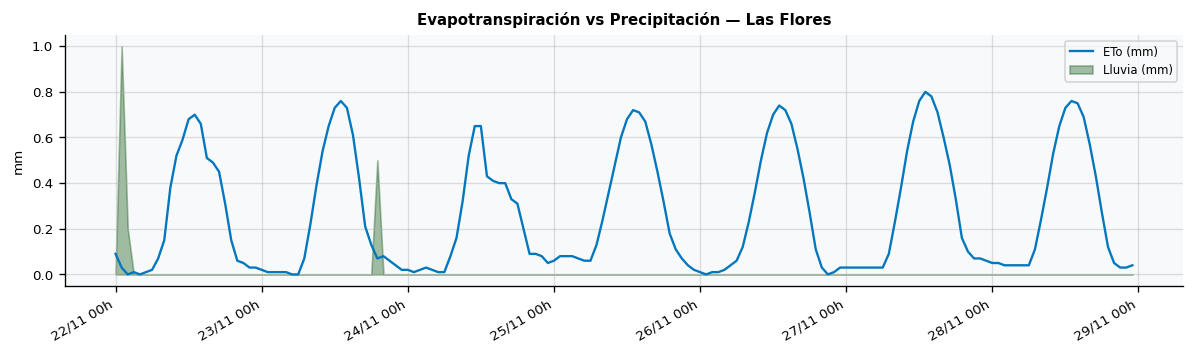 Evapotranspiración vs Precipitación — Las Flores
ETo (mm)
Lluvia (mm)
mm
1.0
0.8
0.6
0.4
0.2
0.0
22/11 00h
23/11 00h
24/11 00h
25/11 00h
26/11 00h
27/11 00h
28/11 00h
29/11 00h